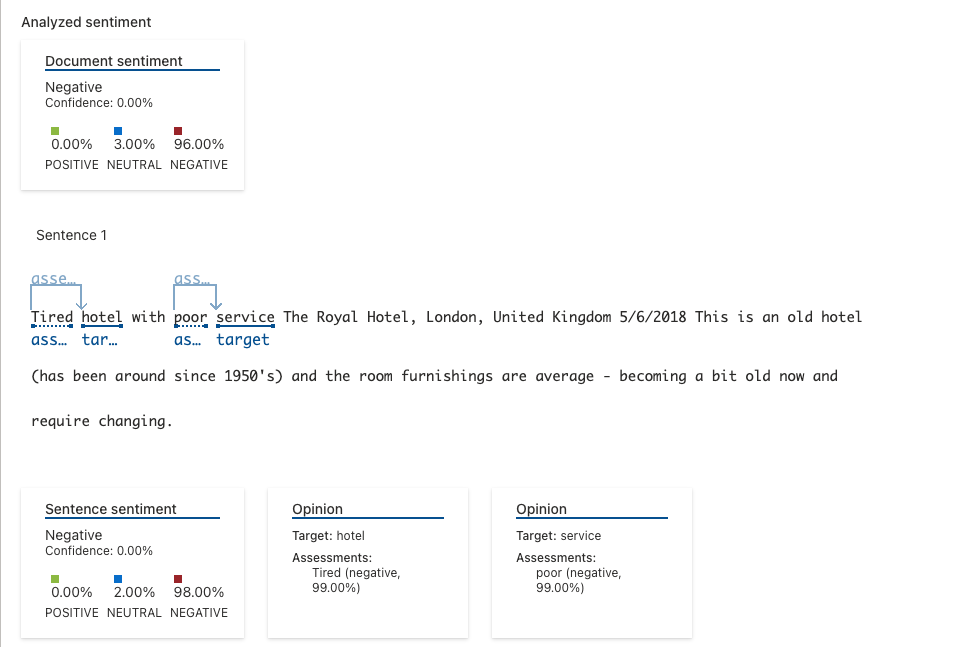 Analyzed sentiment
Document sentiment
Negative
Confidence: 0.00%
0.00% 3.00% 96.00%
POSITIVE NEUTRAL NEGATIVE
Sentence 1
asse... ass...
Tired hotel with poor service The Royal Hotel, London, United Kingdom 5/6/2018 This is an old hotel
ass... tar... as... target
(has been around since 1950's) and the room furnishings are average - becoming a bit old now and
require changing.
Sentence sentiment
Negative
Confidence: 0.00%
0.00% 2.00% 98.00%
POSITIVE NEUTRAL NEGATIVE
Opinion
Target: hotel
Assessments:
Tired (negative,
99.00%)
Opinion
Target: service
Assessments:
poor (negative,
99.00%)